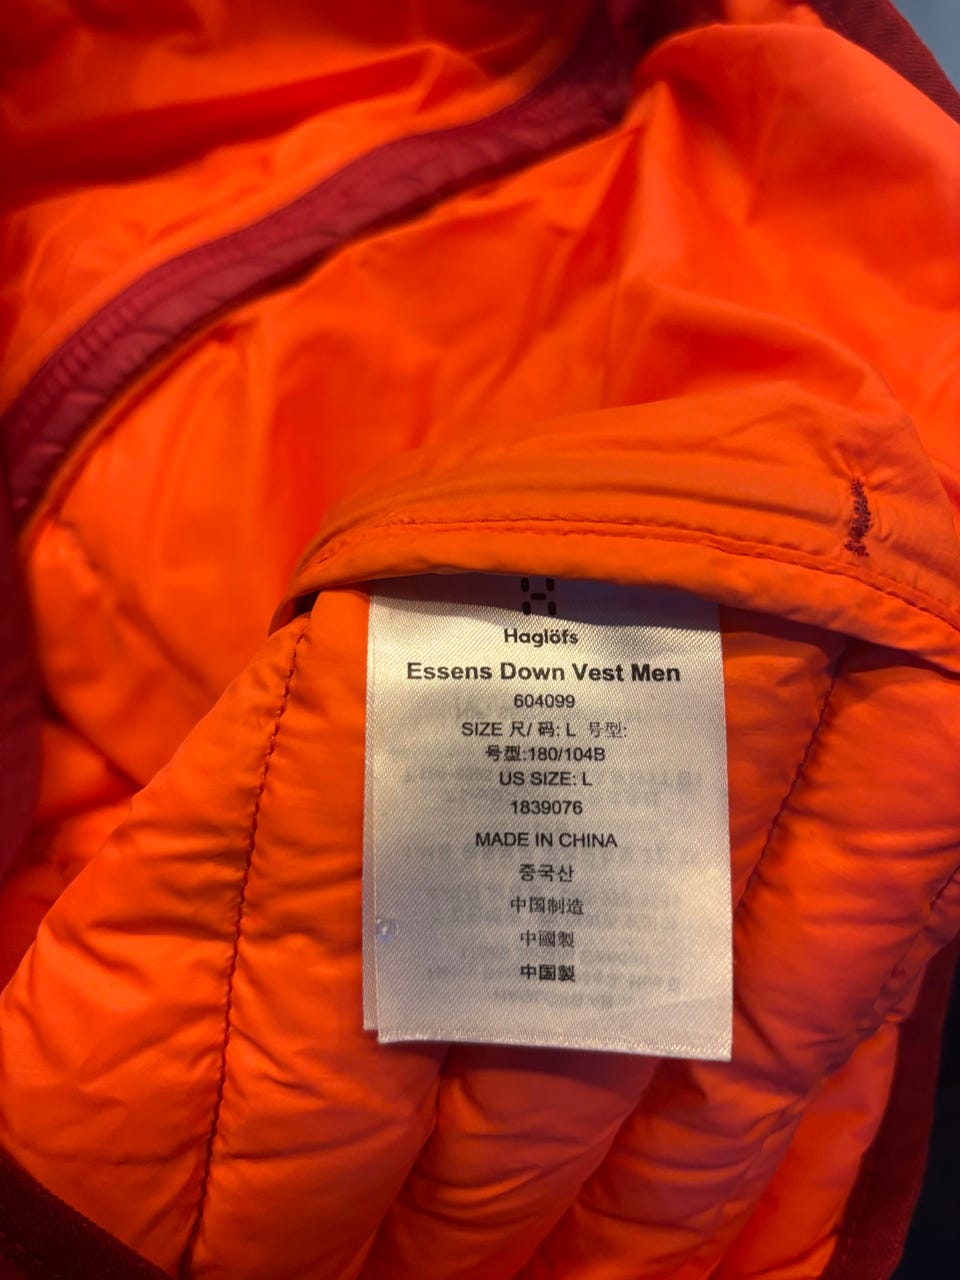 Haglöfs
Essens Down Vest Men
604099
SIZE 尺/ 码: L 号型:
号型:180/104B
US SIZE: L
1839076
MADE IN CHINA
중국산
中国制造
中國製
中国製